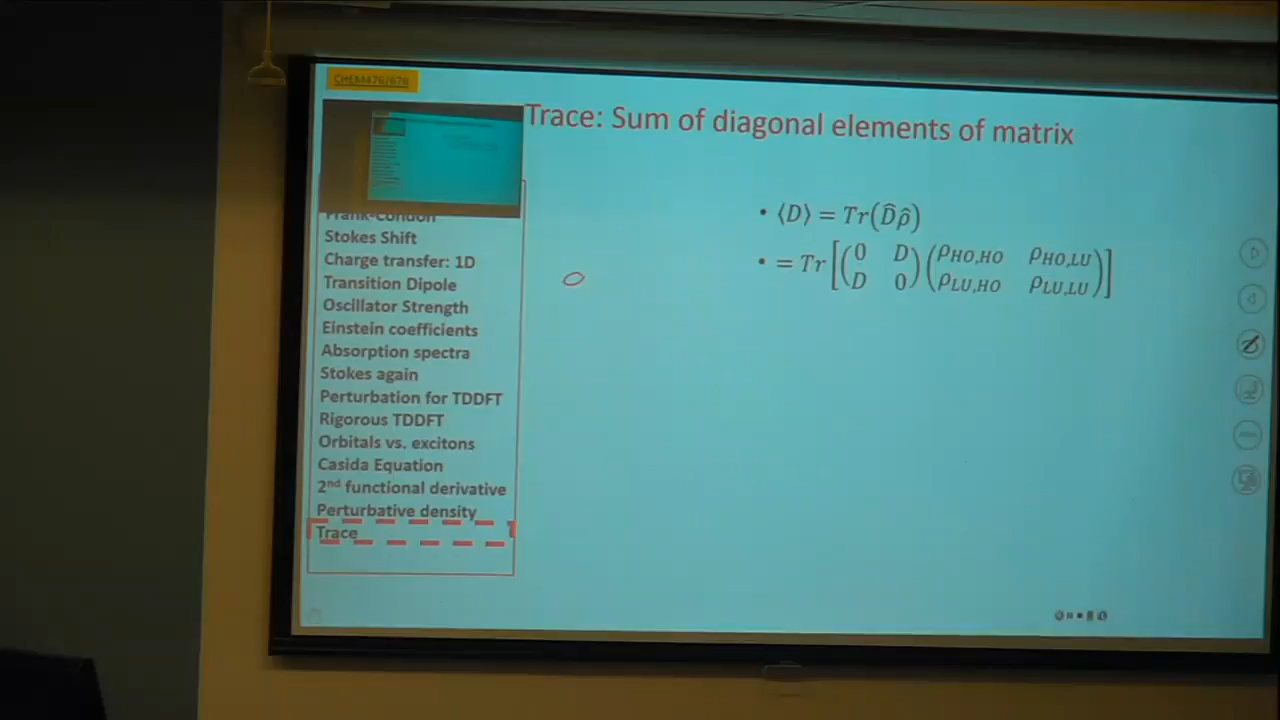 CHEM476/676
Trace: Sum of diagonal elements of matrix
Frank-Condon
Stokes Shift
Charge transfer: 1D
Transition Dipole
Oscillator Strength
Einstein coefficients
Absorption spectra
Stokes again
Perturbation for TDDFT
Rigorous TDDFT
Orbitals vs. excitons
Casida Equation
2nd functional derivative
Perturbative density
Trace
• ⟨D⟩ = Tr(D̂ρ̂)
• = Tr[(0 D
D 0)(ρHO,HO ρHO,LU
ρLU,HO ρLU,LU)]